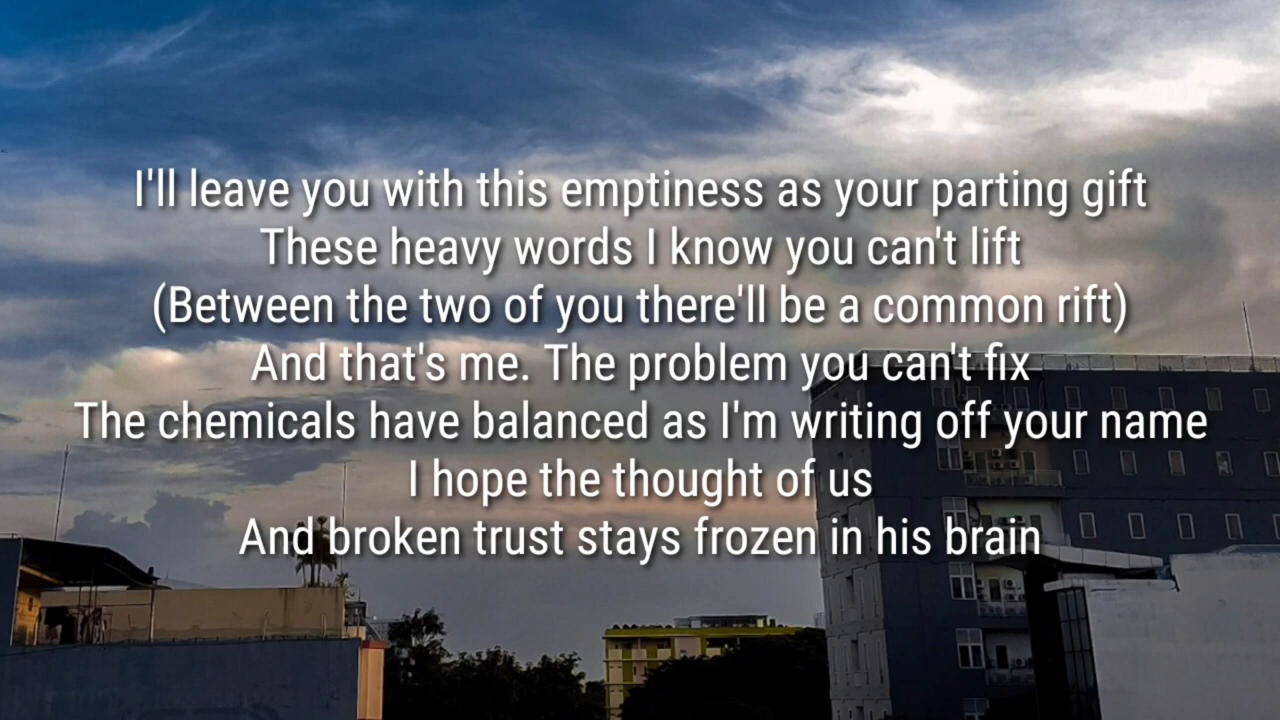 I'll leave you with this emptiness as your parting gift
These heavy words I know you can't lift
(Between the two of you there'll be a common rift)
And that's me. The problem you can't fix
The chemicals have balanced as I'm writing off your name
I hope the thought of us
And broken trust stays frozen in his brain